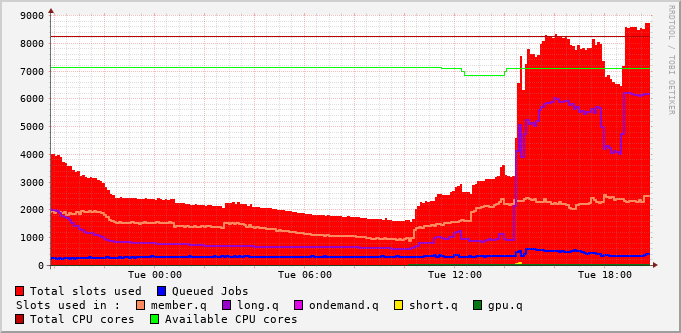 RRDTOOL / TOBI OETIKER
9000
8000
7000
6000
5000
4000
3000
2000
1000
0
Tue 00:00 Tue 06:00 Tue 12:00 Tue 18:00
Total slots used Queued Jobs
Slots used in : member.q long.q ondemand.q short.q gpu.q
Total CPU cores Available CPU cores